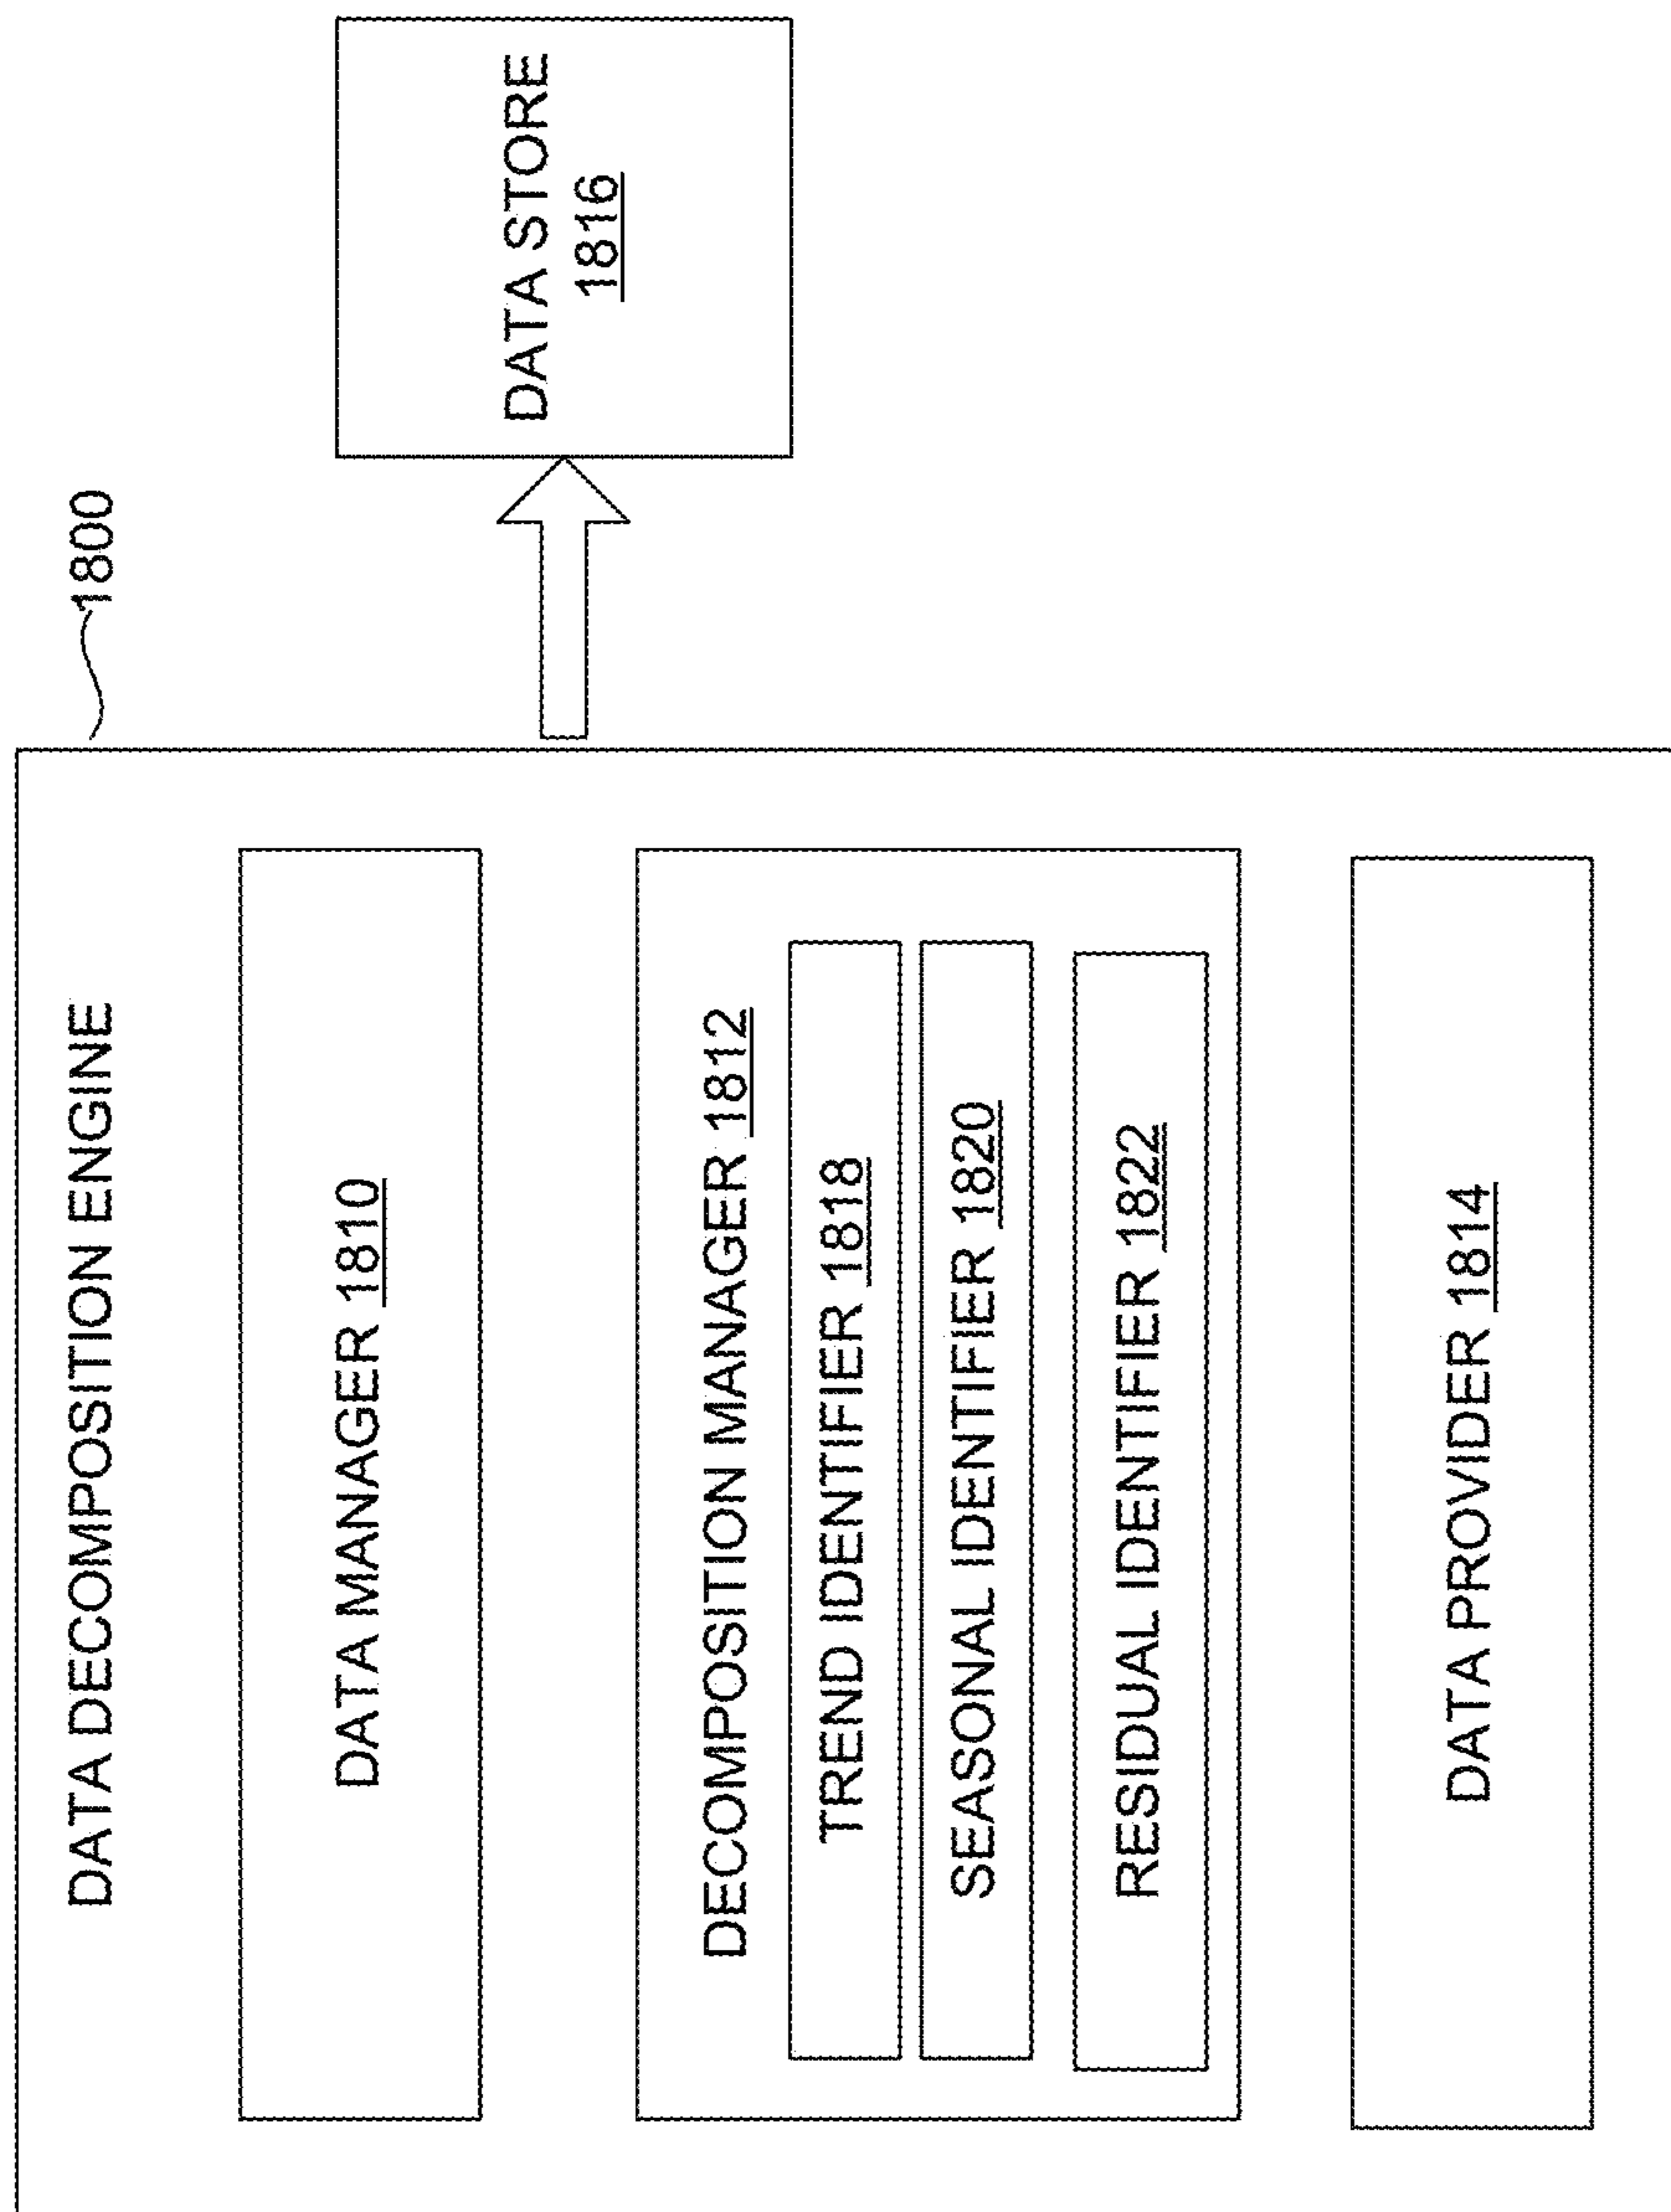 DATA DECOMPOSITION ENGINE
1800
DATA MANAGER 1810
DECOMPOSITION MANAGER 1812
TREND IDENTIFIER 1818
SEASONAL IDENTIFIER 1820
RESIDUAL IDENTIFIER 1822
DATA PROVIDER 1814
DATA STORE
1816